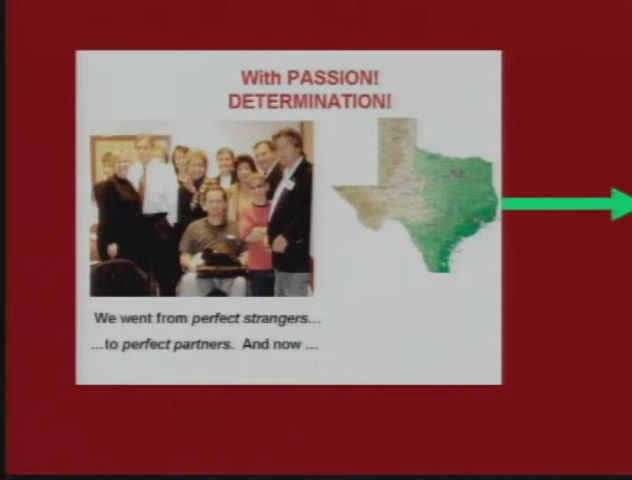 With PASSION!
DETERMINATION!
We went from perfect strangers...
...to perfect partners. And now ...